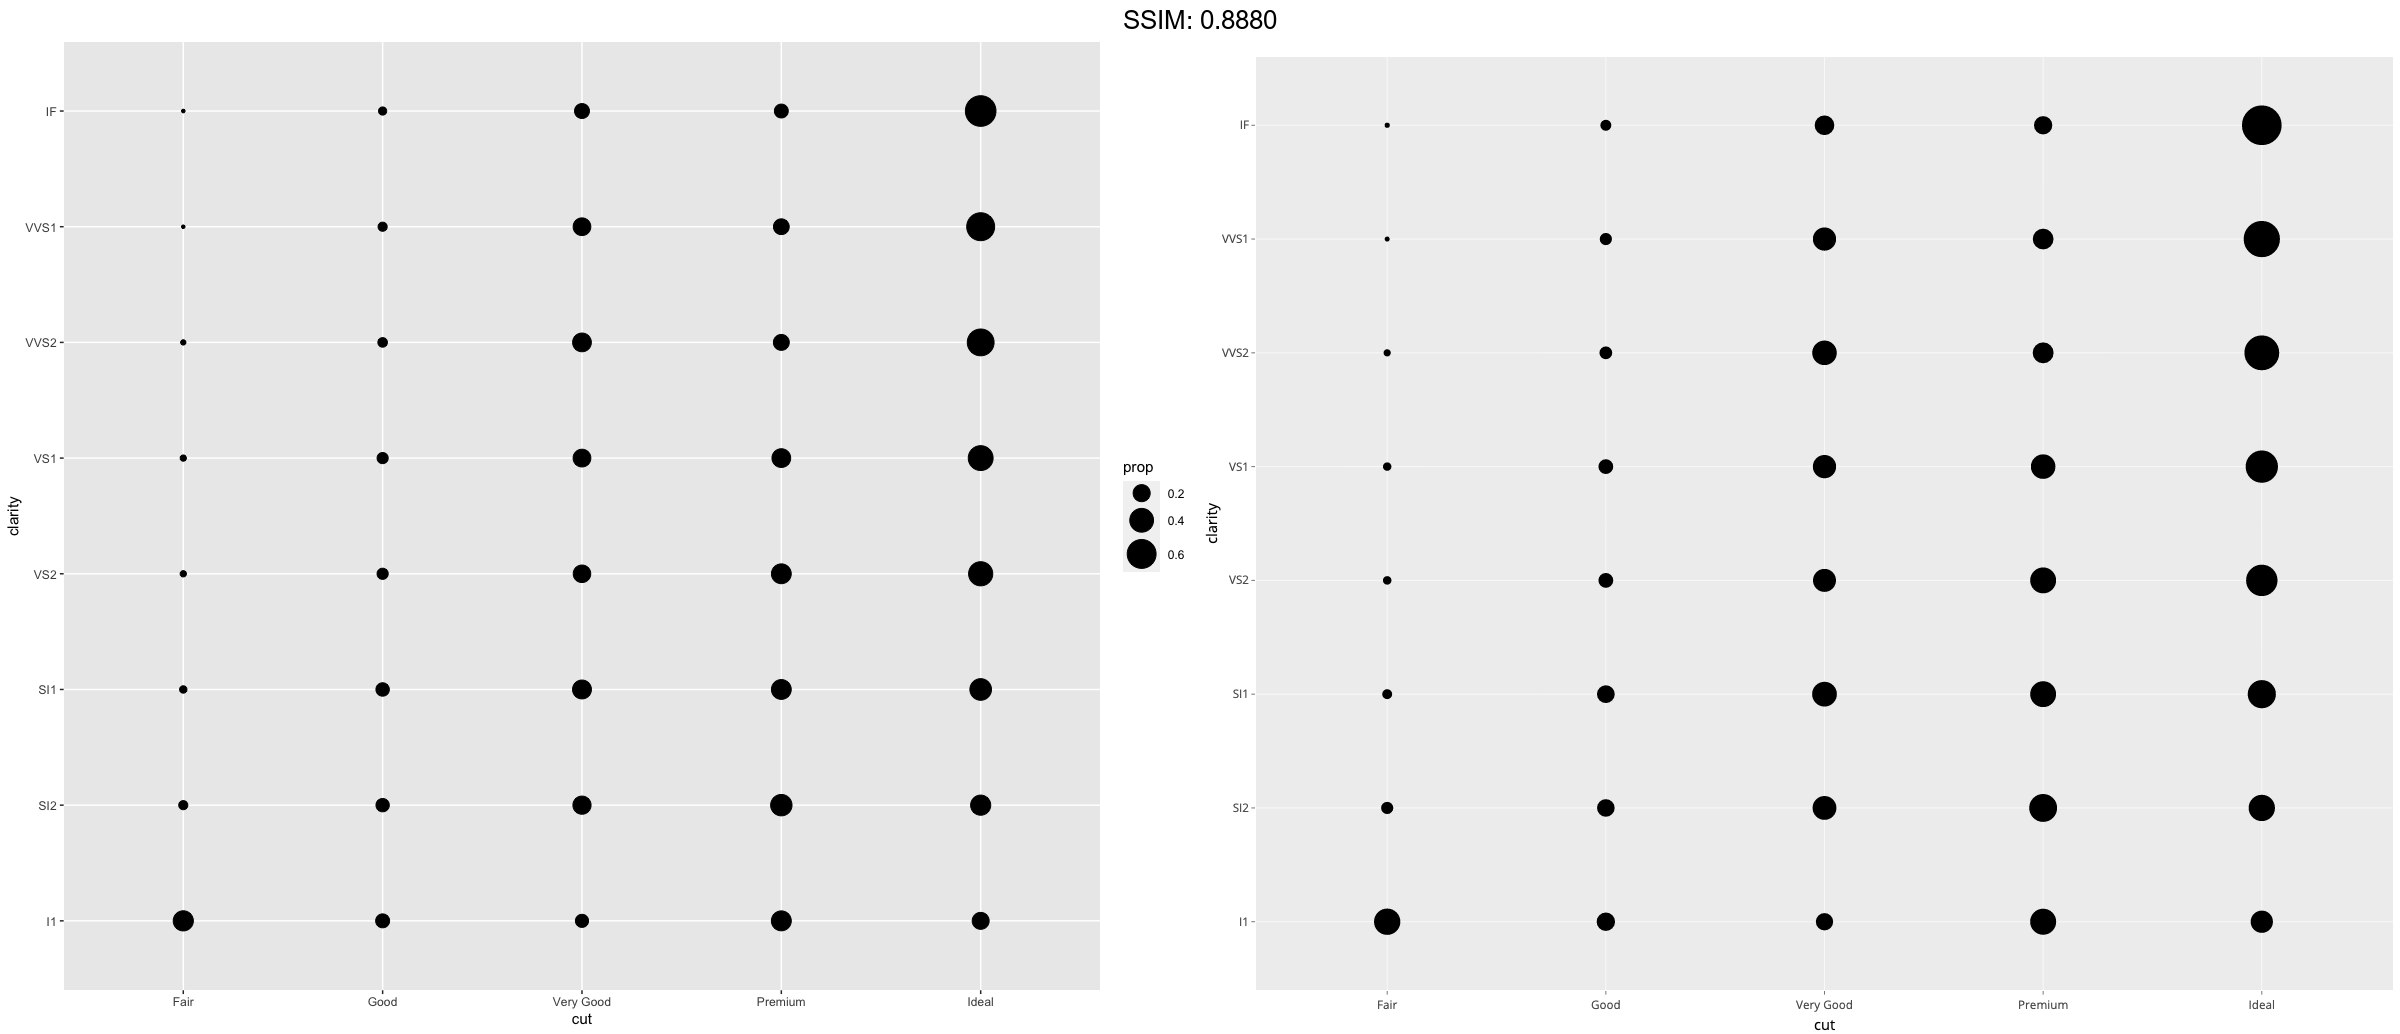 SSIM: 0.8880
IF
VVS1
VVS2
VS1
VS2
SI1
SI2
I1
clarity
Fair Good Very Good Premium Ideal
cut
prop
0.2
0.4
0.6
IF
VVS1
VVS2
VS1
VS2
SI1
SI2
I1
clarity
Fair Good Very Good Premium Ideal
cut